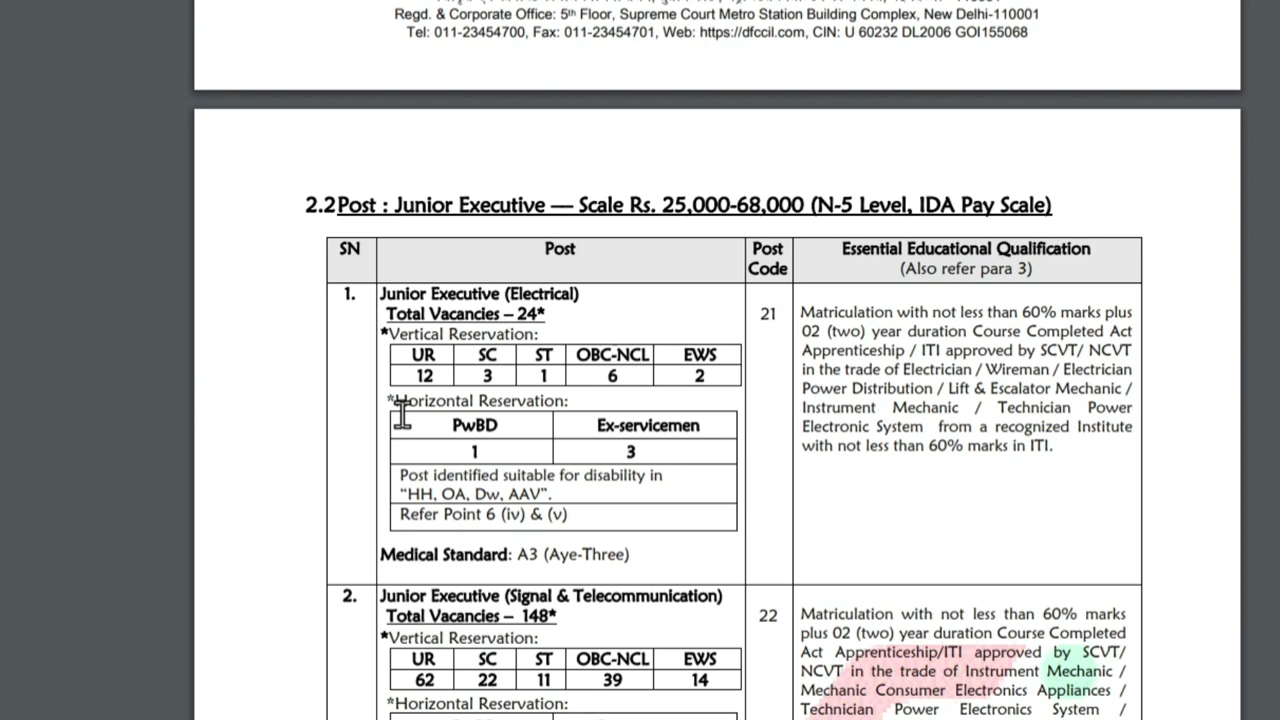 Regd. & Corporate Office: 5th Floor, Supreme Court Metro Station Building Complex, New Delhi-110001
Tel: 011-23454700, Fax: 011-23454701, Web: https://dfccil.com, CIN: U 60232 DL2006 GOI155068
2.2Post : Junior Executive — Scale Rs. 25,000-68,000 (N-5 Level, IDA Pay Scale)
SN Post Post Code Essential Educational Qualification
(Also refer para 3)
1. Junior Executive (Electrical)
Total Vacancies – 24*
*Vertical Reservation:
UR SC ST OBC-NCL EWS
12 3 1 6 2
*Horizontal Reservation:
PwBD Ex-servicemen
1 3
Post identified suitable for disability in
“HH, OA, Dw, AAV”.
Refer Point 6 (iv) & (v)
Medical Standard: A3 (Aye-Three)
21
Matriculation with not less than 60% marks plus
02 (two) year duration Course Completed Act
Apprenticeship / ITI approved by SCVT/ NCVT
in the trade of Electrician / Wireman / Electrician
Power Distribution / Lift & Escalator Mechanic /
Instrument Mechanic / Technician Power
Electronic System from a recognized Institute
with not less than 60% marks in ITI.
2. Junior Executive (Signal & Telecommunication)
Total Vacancies – 148*
*Vertical Reservation:
UR SC ST OBC-NCL EWS
62 22 11 39 14
*Horizontal Reservation:
22
Matriculation with not less than 60% marks
plus 02 (two) year duration Course Completed
Act Apprenticeship/ITI approved by SCVT/
NCVT in the trade of Instrument Mechanic /
Mechanic Consumer Electronics Appliances /
Technician Power Electronics System /